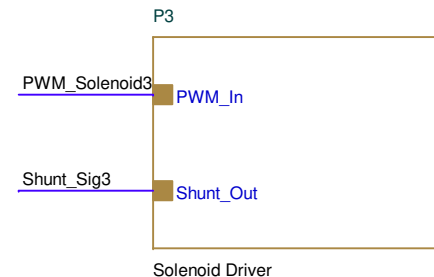 P3
PWM_Solenoid3
PWM_In
Shunt_Sig3
Shunt_Out
Solenoid Driver